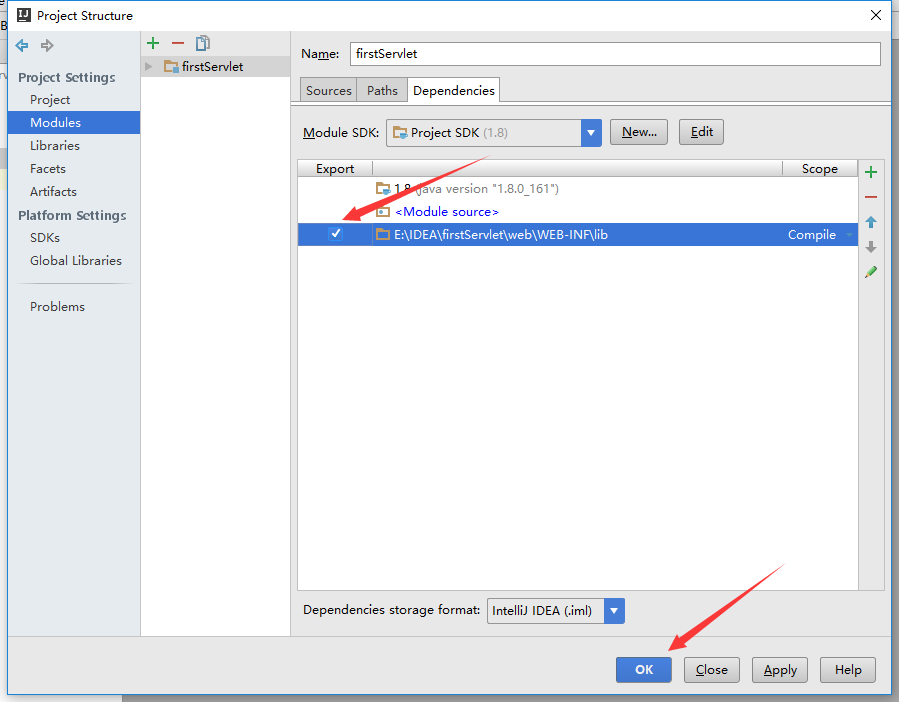 Project Structure
Project Settings
Project
Modules
Libraries
Facets
Artifacts
Platform Settings
SDKs
Global Libraries
Problems
firstServlet
Name: firstServlet
Sources Paths Dependencies
Module SDK: Project SDK (1.8) New... Edit
Export Scope
1.8 (java version "1.8.0_161")
<Module source>
E:\IDEA\firstServlet\web\WEB-INF\lib Compile
Dependencies storage format: IntelliJ IDEA (.iml)
OK Close Apply Help